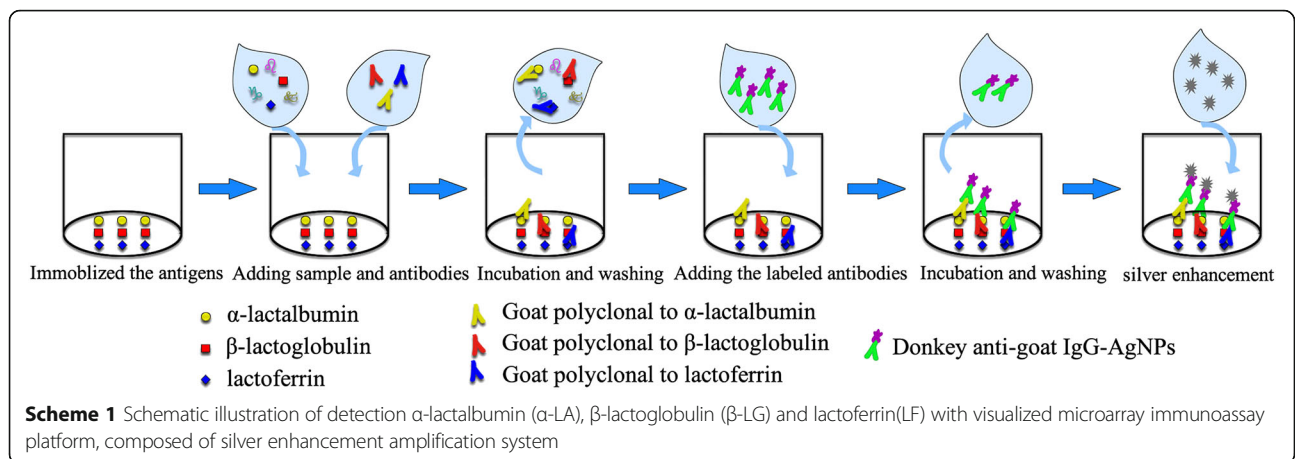 Immoblized the antigens
Adding sample and antibodies
Incubation and washing
Adding the labeled antibodies
Incubation and washing
silver enhancement
α-lactalbumin
β-lactoglobulin
lactoferrin
Goat polyclonal to α-lactalbumin
Goat polyclonal to β-lactoglobulin
Goat polyclonal to lactoferrin
Donkey anti-goat IgG-AgNPs
Scheme 1 Schematic illustration of detection α-lactalbumin (α-LA), β-lactoglobulin (β-LG) and lactoferrin(LF) with visualized microarray immunoassay
platform, composed of silver enhancement amplification system